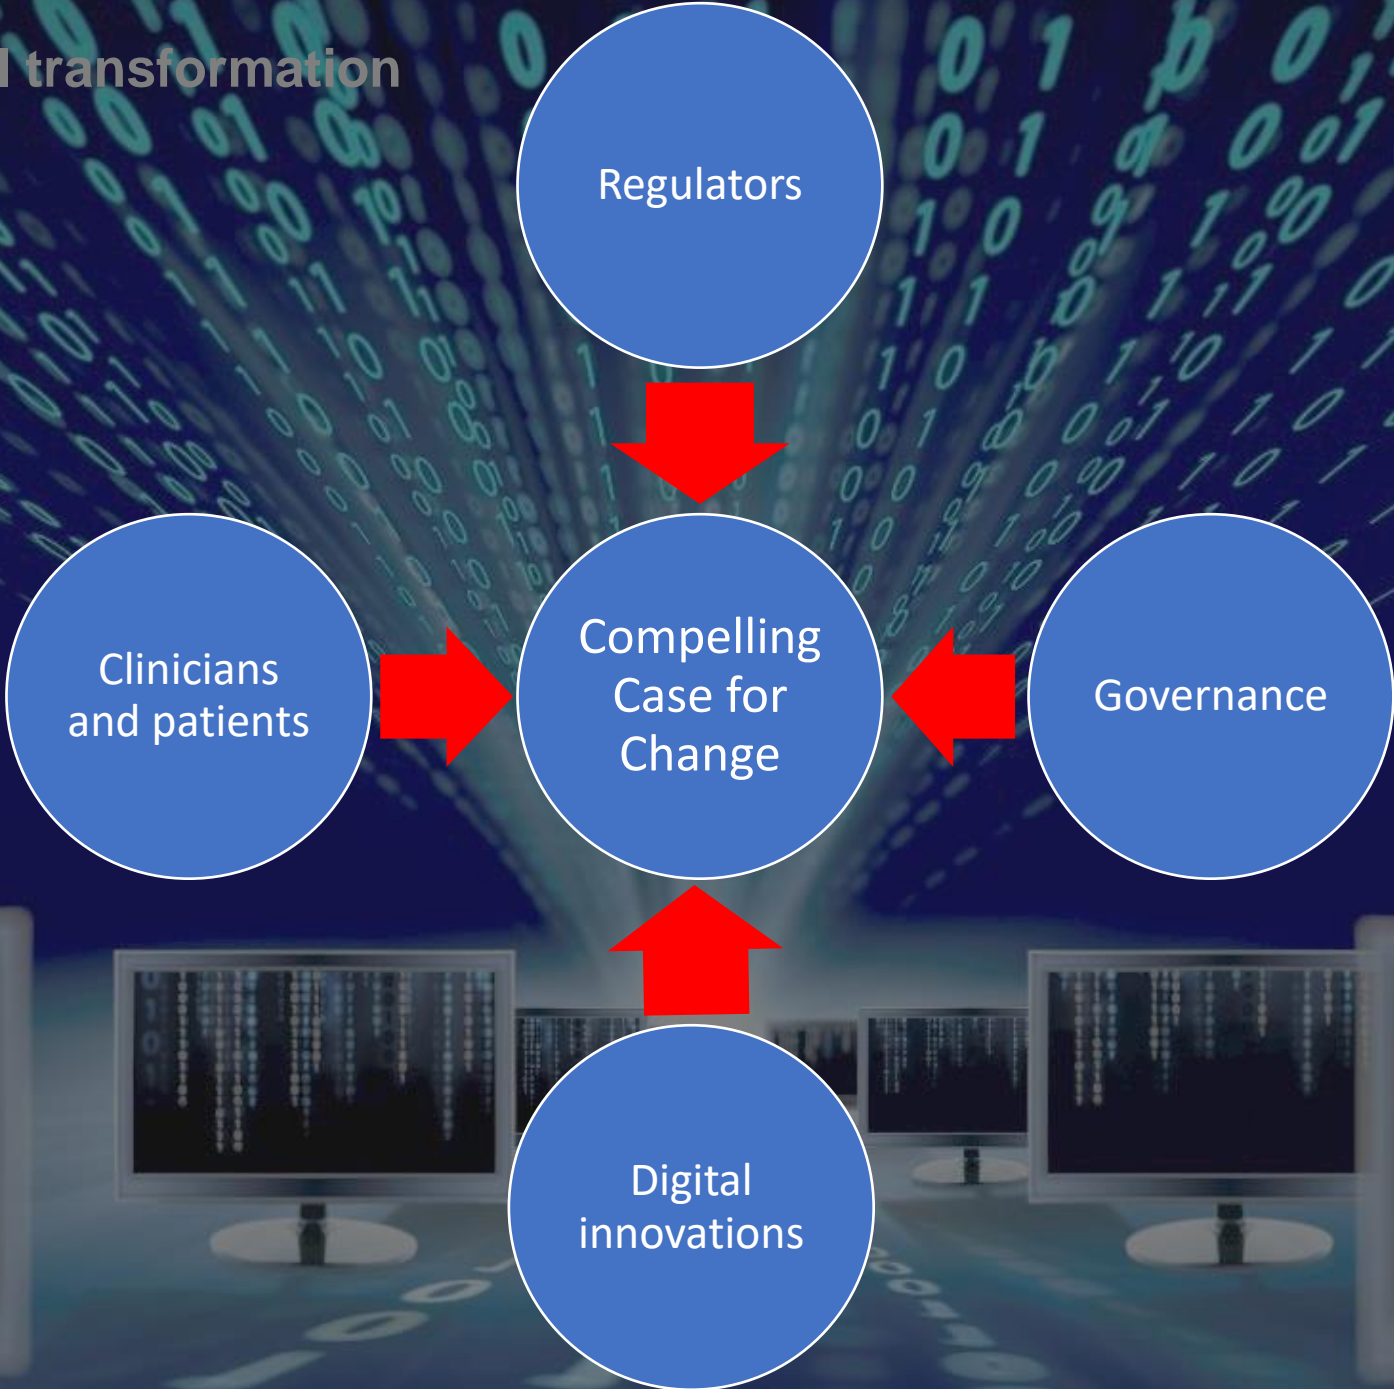 transformation
Regulators
Clinicians
and patients
Compelling
Case for
Change
Governance
Digital
innovations